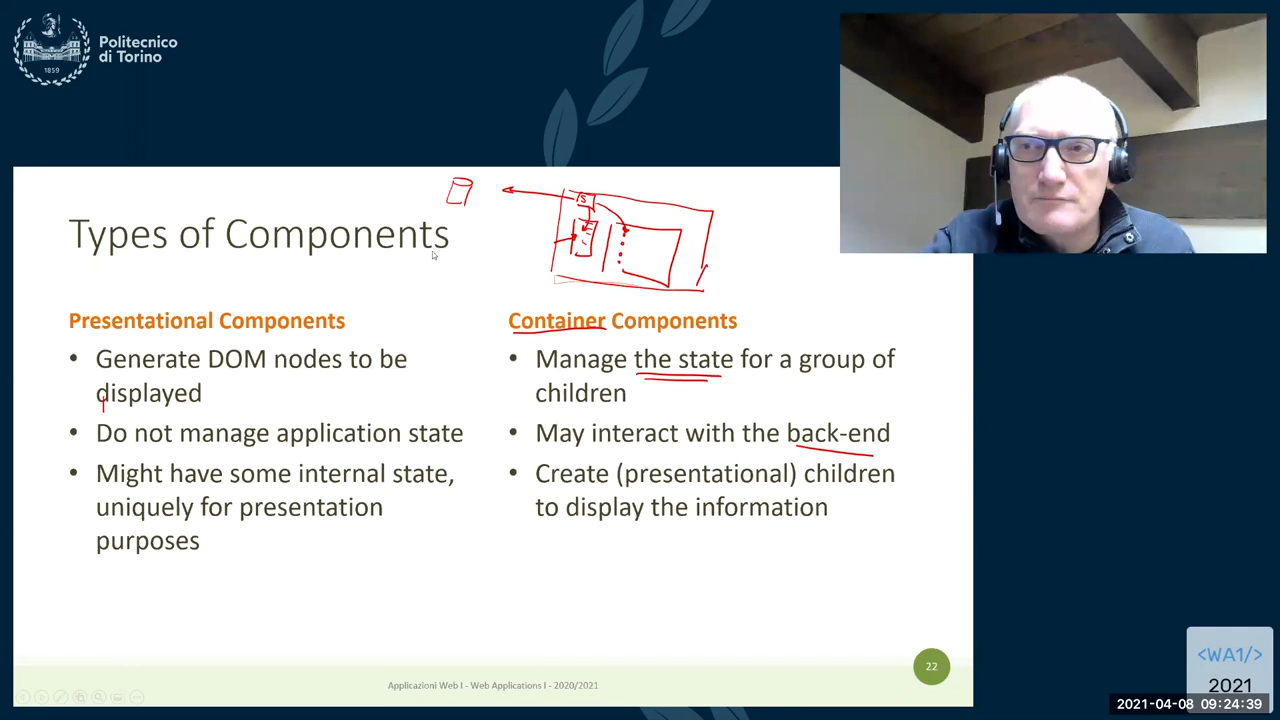 Politecnico
di Torino
1859
Types of Components
S
Presentational Components
• Generate DOM nodes to be
displayed
• Do not manage application state
• Might have some internal state,
uniquely for presentation
purposes
Container Components
• Manage the state for a group of
children
• May interact with the back-end
• Create (presentational) children
to display the information
Applicazioni Web I - Web Applications I - 2020/2021
22
<WA1/>
2021
2021-04-08 09:24:39